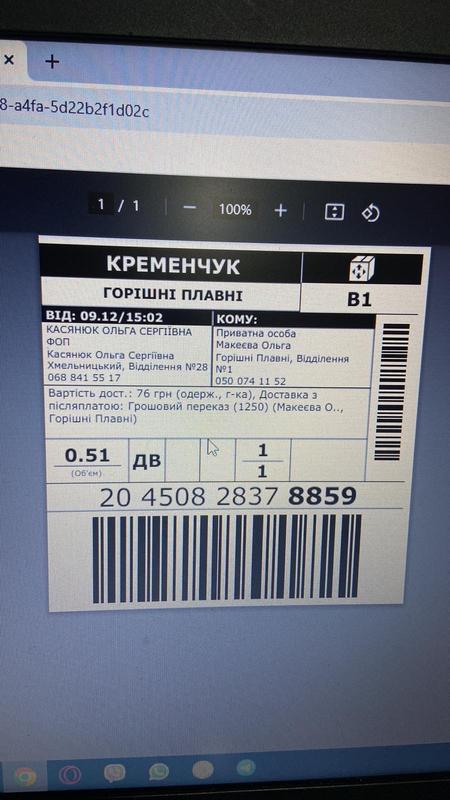 8-a4fa-5d22b2f1d02c
1 / 1
100%
КРЕМЕНЧУК
ГОРІШНІ ПЛАВНІ
В1
ВІД: 09.12/15:02
КАСЯНЮК ОЛЬГА СЕРГІЇВНА
ФОП
Касянюк Ольга Сергіївна
Хмельницький, Відділення №28
068 841 55 17
КОМУ:
Приватна особа
Макеєва Ольга
Горішні Плавні, Відділення
№1
050 074 11 52
Вартість дост.: 76 грн (одерж., г-ка), Доставка з
післяплатою: Грошовий переказ (1250) (Макеєва О..,
Горішні Плавні)
0.51
(Об'єм)
ДВ
1
1
20 4508 2837 8859